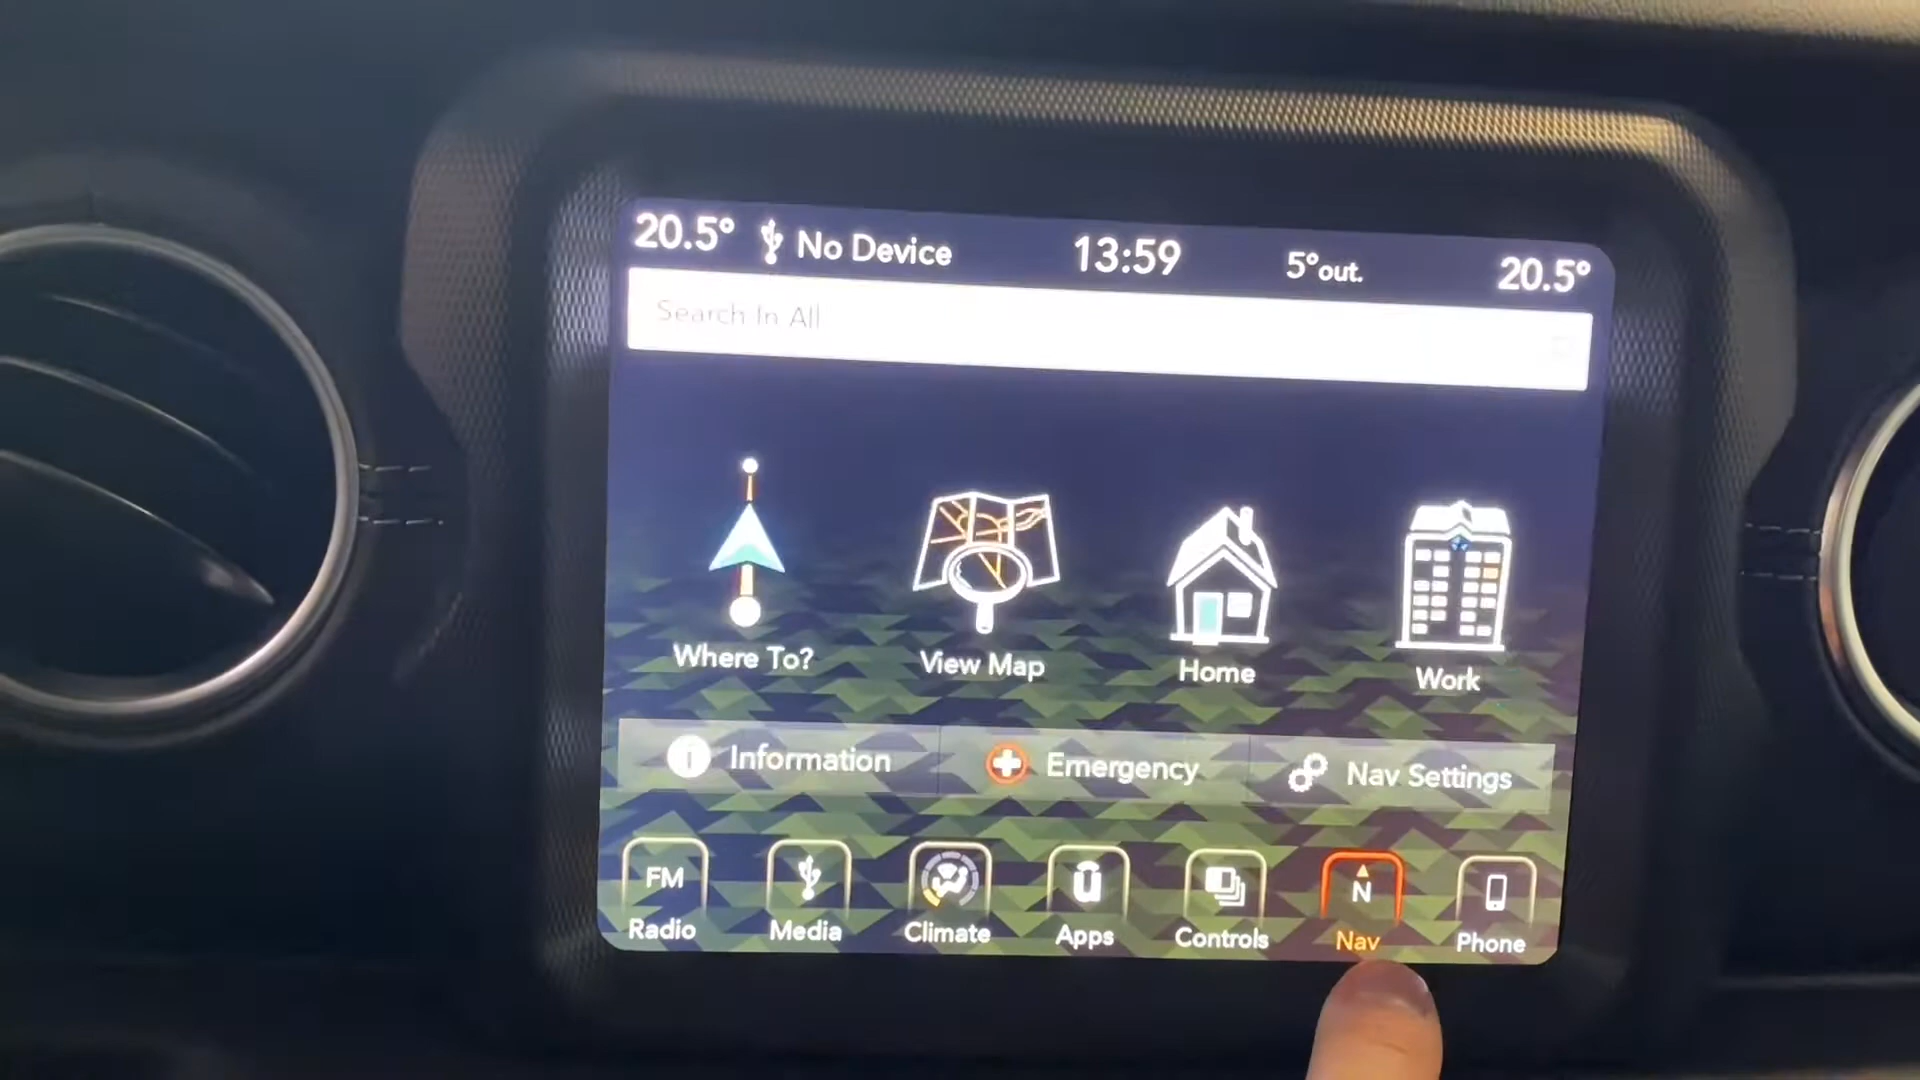 20.5° No Device 13:59 5°out. 20.5°
Search In All
Where To? View Map Home Work
i Information Emergency Nav Settings
FM N
Radio Media Climate Apps Controls Nav Phone